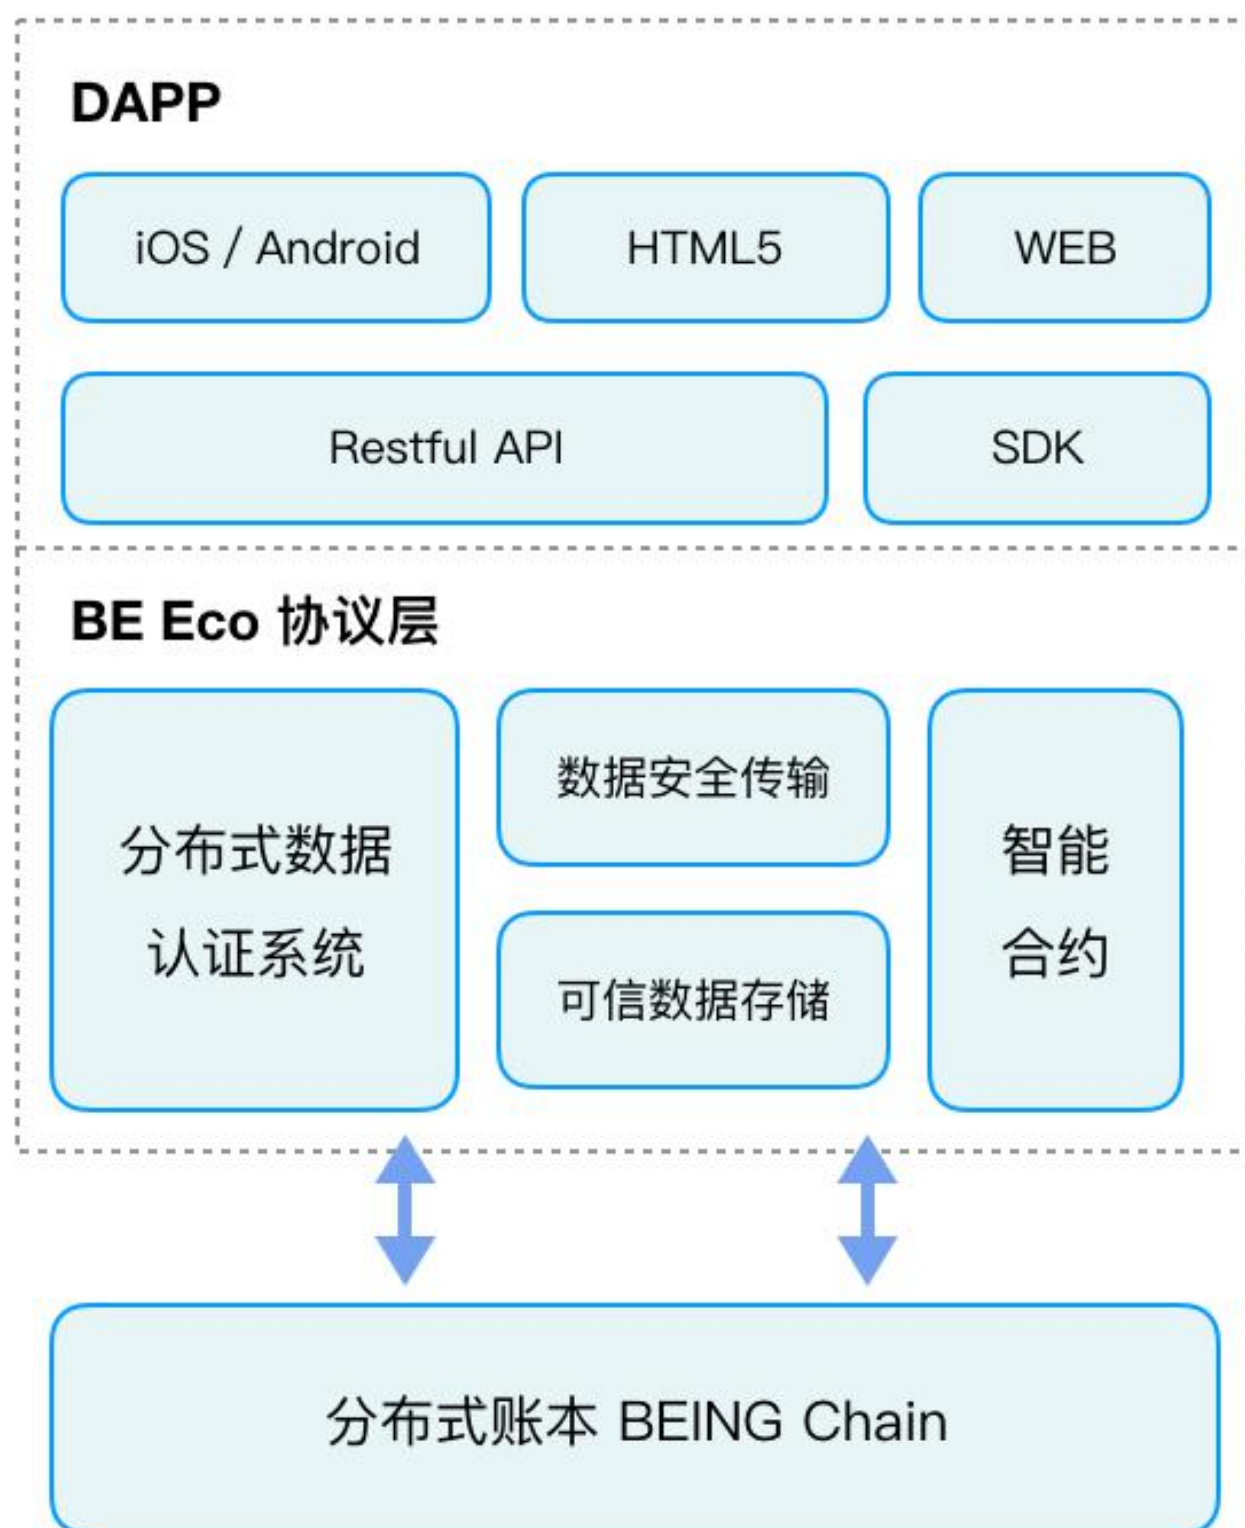 DAPP
iOS / Android
HTML5
WEB
Restful API
SDK
BE Eco 协议层
分布式数据
认证系统
数据安全传输
可信数据存储
智能
合约
分布式账本 BEING Chain